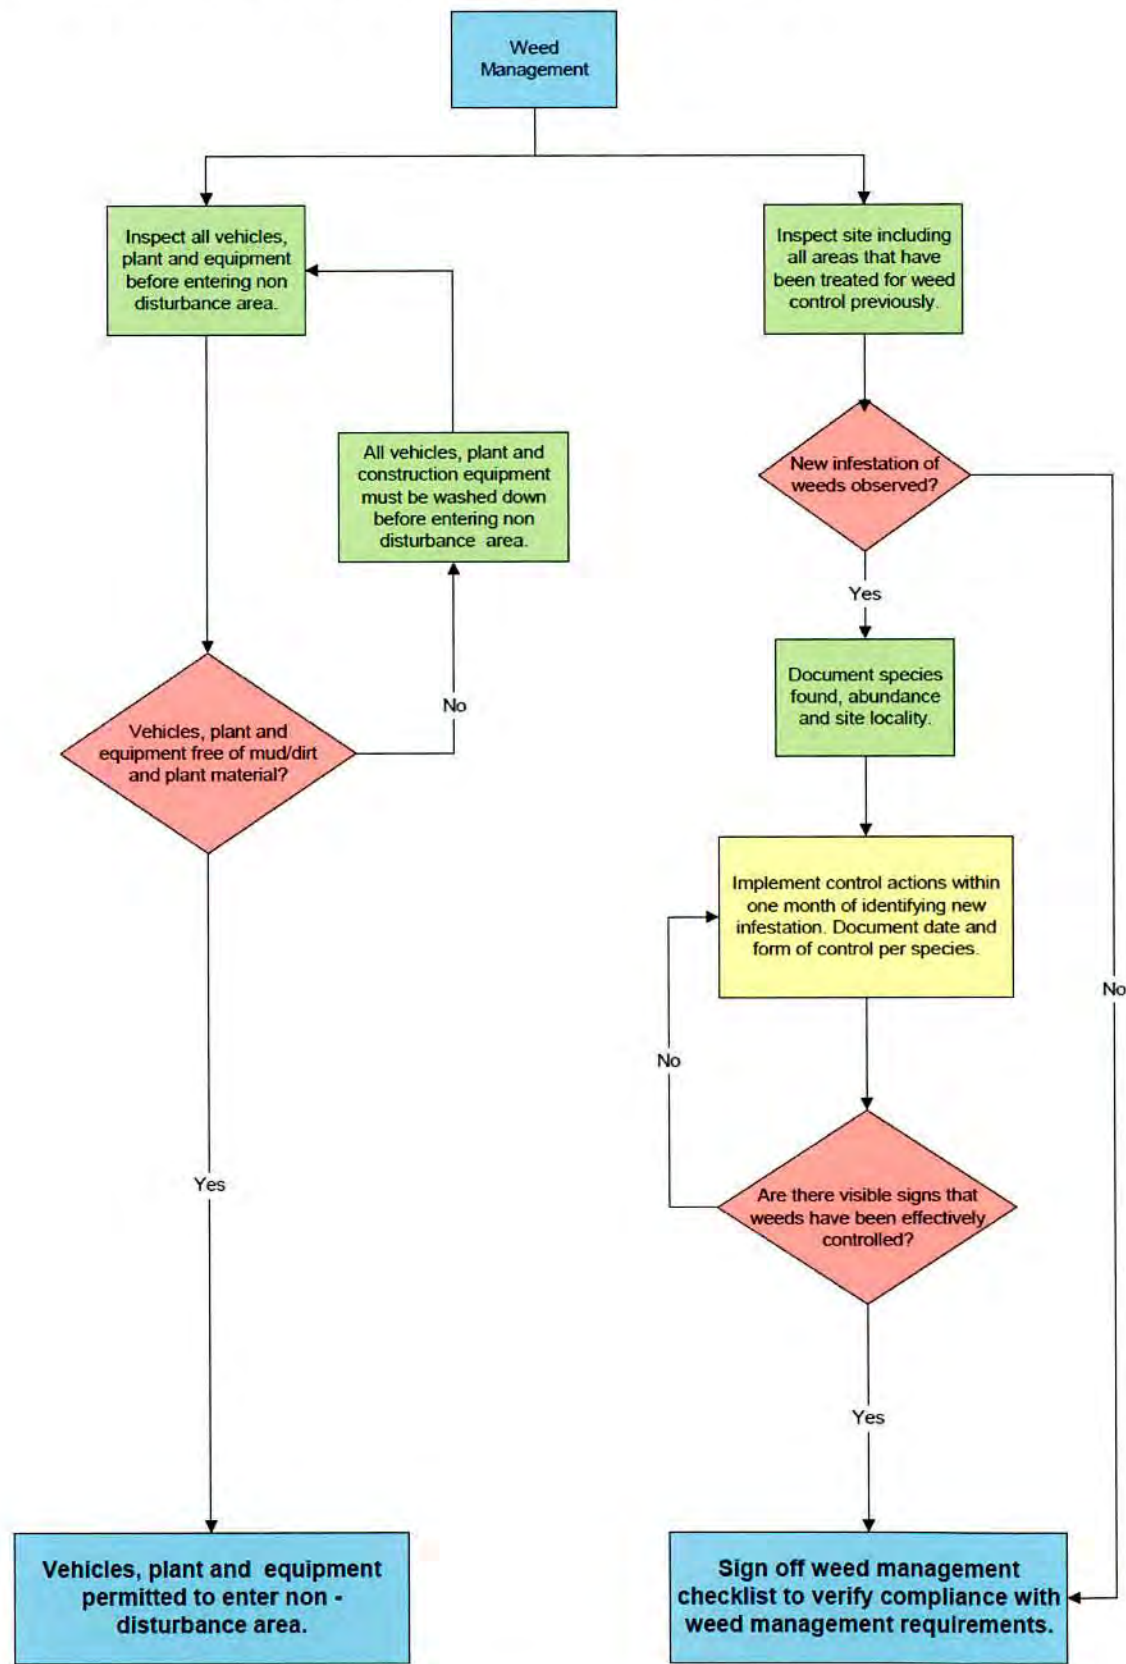 Weed
Management
Inspect all vehicles,
plant and equipment
before entering non
disturbance area.
All vehicles, plant and
construction equipment
must be washed down
before entering non
disturbance area.
No
Vehicles, plant and
equipment free of mud/dirt
and plant material?
Yes
Vehicles, plant and equipment
permitted to enter non -
disturbance area.
Inspect site including
all areas that have
been treated for weed
control previously.
New infestation of
weeds observed?
Yes
Document species
found, abundance
and site locality.
Implement control actions within
one month of identifying new
infestation. Document date and
form of control per species.
No
No
Are there visible signs that
weeds have been effectively
controlled?
Yes
Sign off weed management
checklist to verify compliance with
weed management requirements.